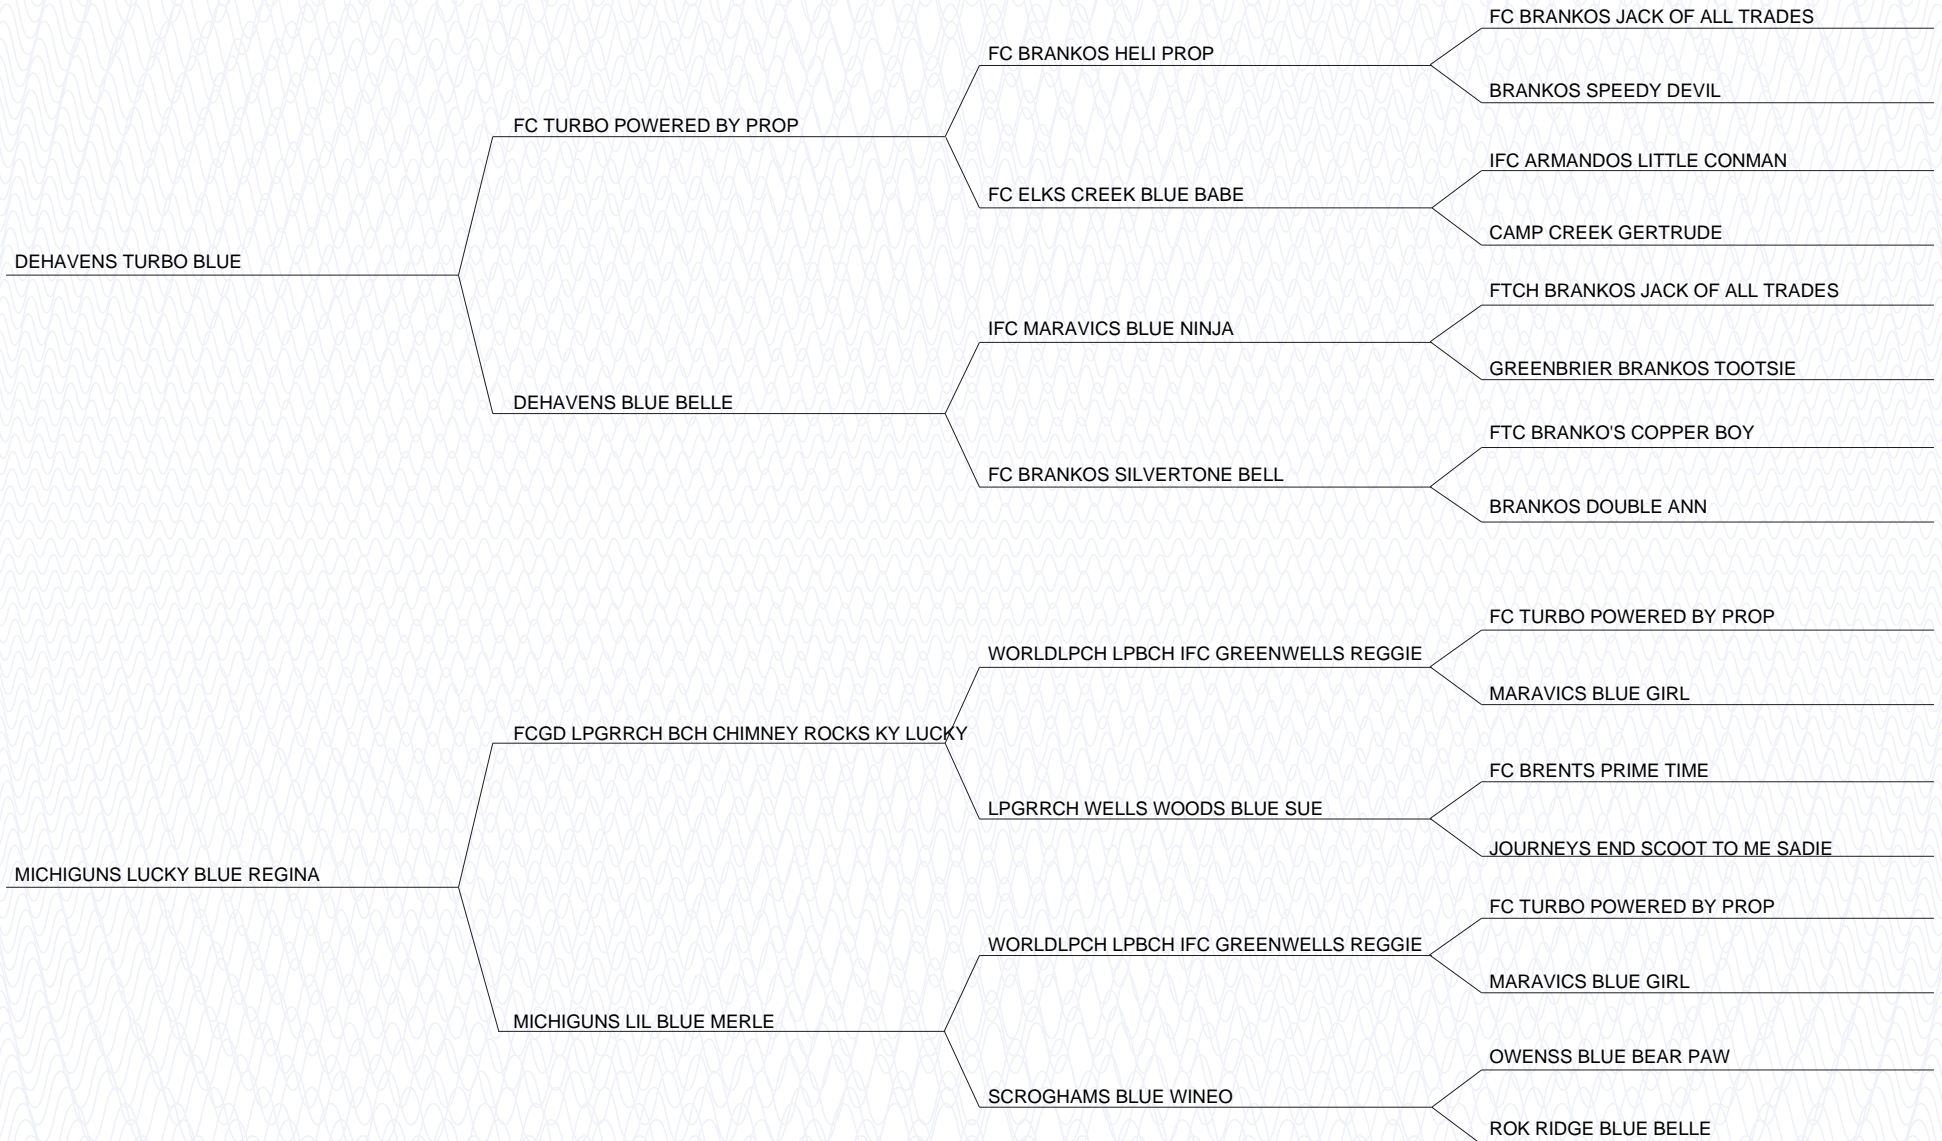 FC BRANKOS JACK OF ALL TRADES
FC BRANKOS HELI PROP
BRANKOS SPEEDY DEVIL
FC TURBO POWERED BY PROP
IFC ARMANDOS LITTLE CONMAN
FC ELKS CREEK BLUE BABE
CAMP CREEK GERTRUDE
DEHAVENS TURBO BLUE
FTCH BRANKOS JACK OF ALL TRADES
IFC MARAVICS BLUE NINJA
GREENBRIER BRANKOS TOOTSIE
DEHAVENS BLUE BELLE
FTC BRANKO'S COPPER BOY
FC BRANKOS SILVERTONE BELL
BRANKOS DOUBLE ANN
FC TURBO POWERED BY PROP
WORLDLPCH LPBCH IFC GREENWELLS REGGIE
MARAVICS BLUE GIRL
FCGD LPGRRCH BCH CHIMNEY ROCKS KY LUCKY
FC BRENTS PRIME TIME
LPGRRCH WELLS WOODS BLUE SUE
JOURNEYS END SCOOT TO ME SADIE
MICHIGUNS LUCKY BLUE REGINA
FC TURBO POWERED BY PROP
WORLDLPCH LPBCH IFC GREENWELLS REGGIE
MARAVICS BLUE GIRL
MICHIGUNS LIL BLUE MERLE
OWENSS BLUE BEAR PAW
SCROGHAMS BLUE WINEO
ROK RIDGE BLUE BELLE